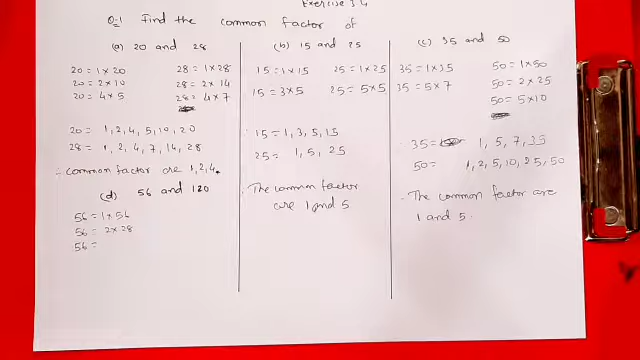 Exercise 3.4
Q-1 Find the common factor of
(a) 20 and 28
20 = 1×20
28 = 1×28
20 = 2×10
28 = 2×14
20 = 4×5
28 = 4×7
20 = 1,2,4,5,10,20
28 = 1,2,4,7,14,28
∴ common factor are 1,2,4.
(d) 56 and 120
56 = 1×56
56 = 2×28
56 =
(b) 15 and 25
15 = 1×15
25 = 1×25
15 = 3×5
25 = 5×5
15 = 1,3,5,15
25 = 1,5,25
The common factor
are 1 and 5
(c) 35 and 50
35 = 1×35
50 = 1×50
35 = 5×7
50 = 2×25
50 = 5×10
35 = 1,5,7,35
50 = 1,2,5,10,25,50
The common factor are
1 and 5.